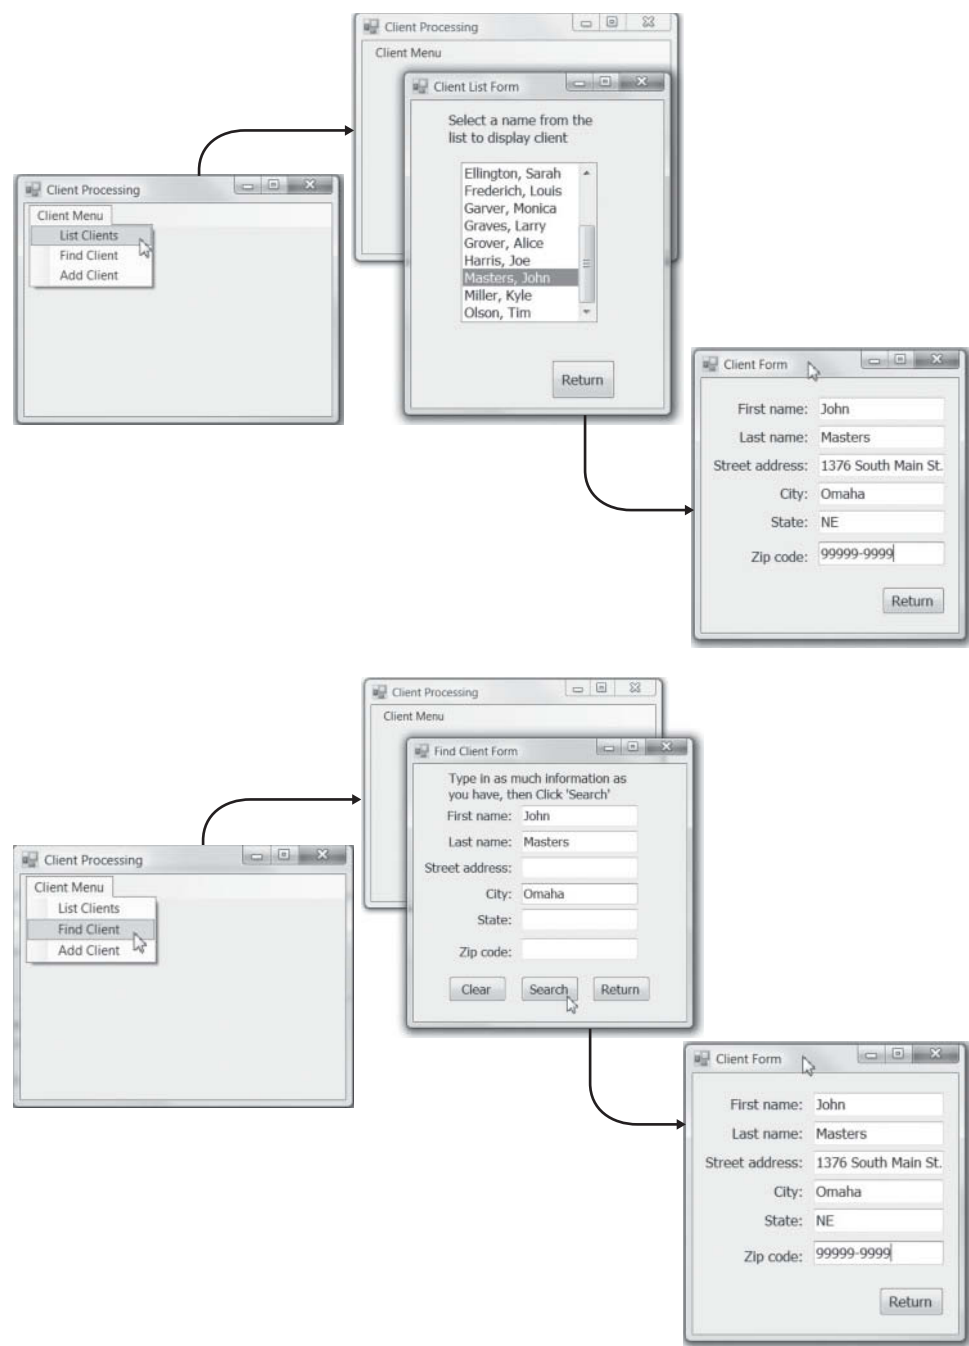 Client Processing
Client Menu
Client List Form
Select a name from the
list to display client
Ellington, Sarah
Frederich, Louis
Garver, Monica
Graves, Larry
Grover, Alice
Harris, Joe
Masters, John
Miller, Kyle
Olson, Tim
Return
Client Processing
Client Menu
List Clients
Find Client
Add Client
Client Form
First name: John
Last name: Masters
Street address: 1376 South Main St.
City: Omaha
State: NE
Zip code: 99999-9999
Return
Client Processing
Client Menu
Find Client Form
Type in as much information as
you have, then Click 'Search'
First name: John
Last name: Masters
Street address:
City: Omaha
State:
Zip code:
Clear Search Return
Client Processing
Client Menu
List Clients
Find Client
Add Client
Client Form
First name: John
Last name: Masters
Street address: 1376 South Main St.
City: Omaha
State: NE
Zip code: 99999-9999
Return